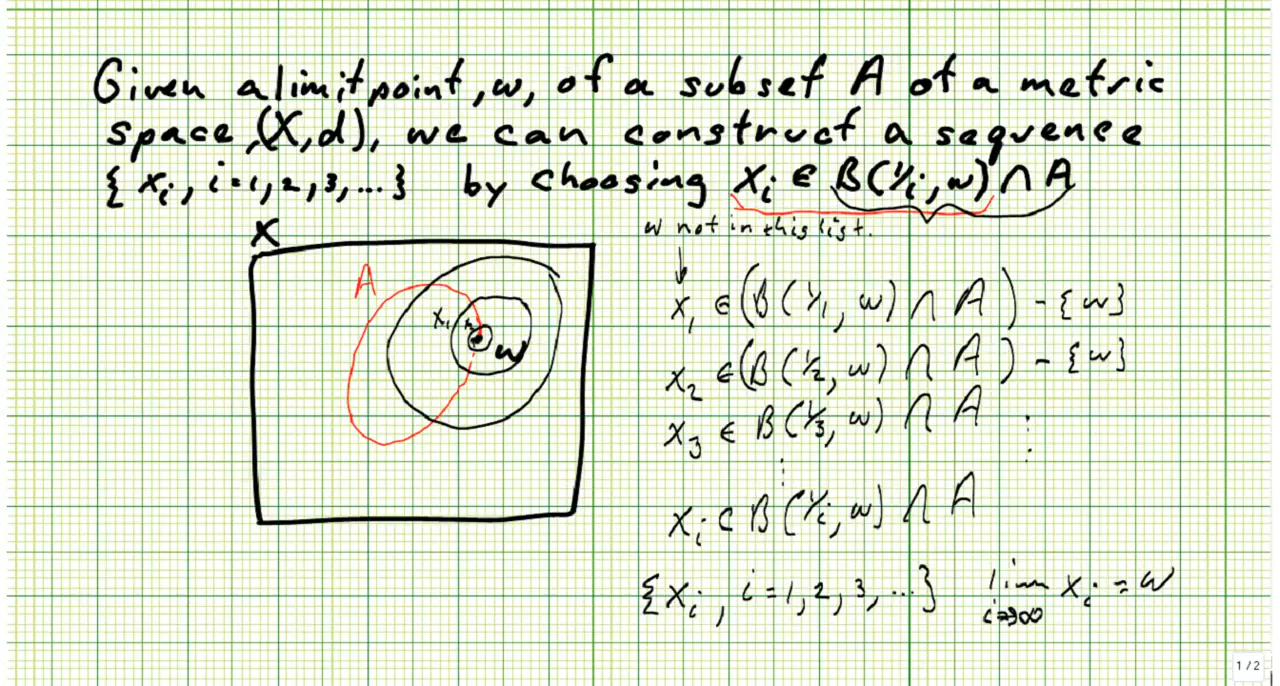 Given a limit point, w, of a subset A of a metric
space, (X,d), we can construct a sequence
{ xᵢ, i=1, 2, 3, ...} by choosing Xᵢ ∈ B(1/i, w) ∩ A
w not in this list.
X
A
x₁
w
x₁ ∈ (B(1/1, w) ∩ A) - {w}
x₂ ∈ (B(1/2, w) ∩ A) - {w}
x₃ ∈ B(1/3, w) ∩ A ⋮
⋮
xᵢ ∈ B(1/i, w) ∩ A
{xᵢ, i=1, 2, 3, ...} lim xᵢ = w
i→∞
1 / 2